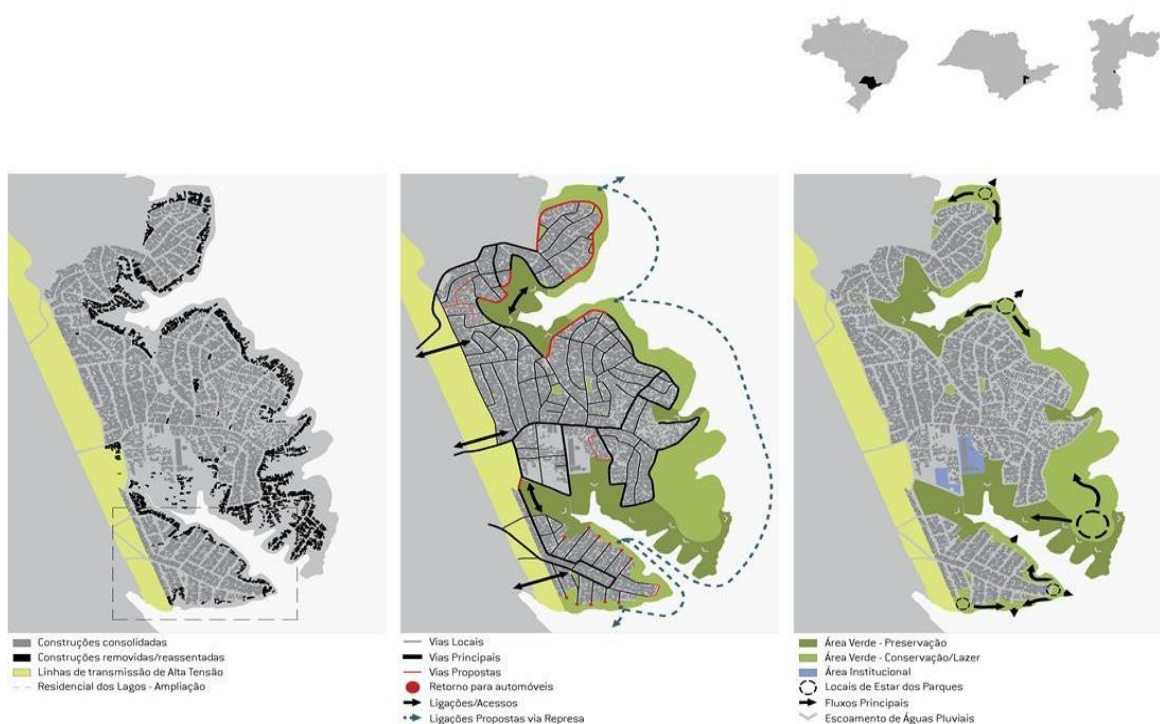 Construções consolidadas
Construções removidas/reassentadas
Linhas de transmissão de Alta Tensão
Residencial dos Lagos - Ampliação
Vias Locais
Vias Principais
Vias Propostas
Retorno para automóveis
Ligações/Acessos
Ligações Propostas via Represa
Área Verde - Preservação
Área Verde - Conservação/Lazer
Área Institucional
Locais de Estar dos Parques
Fluxos Principais
Escoamento de Águas Pluviais